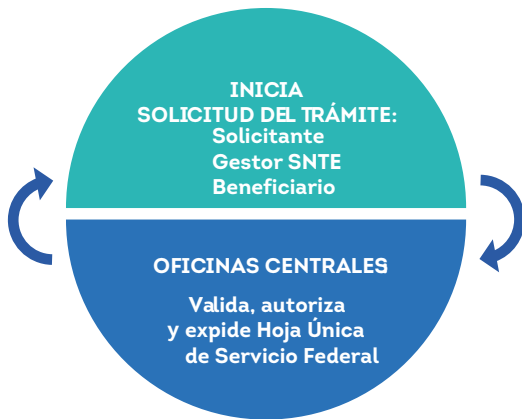 INICIA
SOLICITUD DEL TRÁMITE:
Solicitante
Gestor SNTE
Beneficiario
OFICINAS CENTRALES
Valida, autoriza
y expide Hoja Única
de Servicio Federal